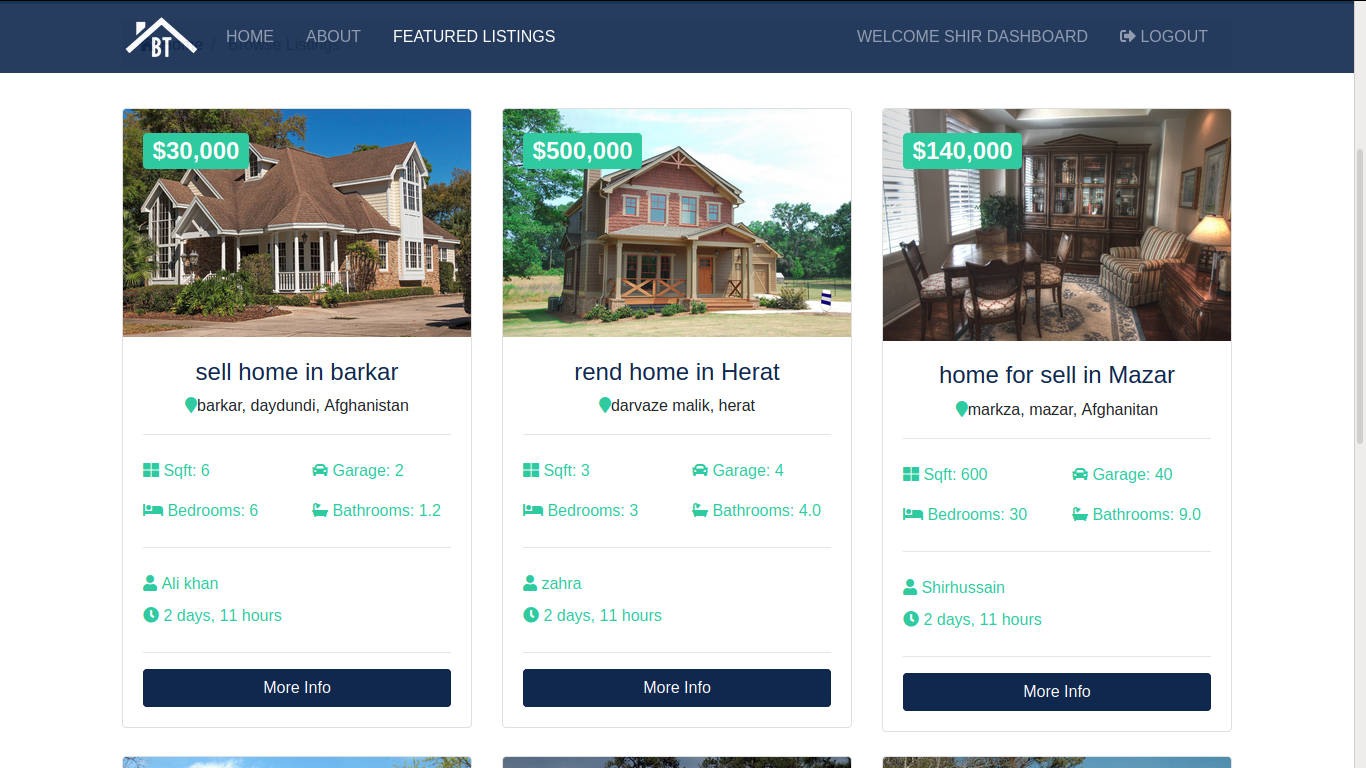 BT HOME ABOUT FEATURED LISTINGS WELCOME SHIR DASHBOARD LOGOUT
/ Browse Listings
$30,000 $500,000 $140,000
sell home in barkar
barkar, daydundi, Afghanistan
Sqft: 6 Garage: 2
Bedrooms: 6 Bathrooms: 1.2
Ali khan
2 days, 11 hours
More Info
rend home in Herat
darvaze malik, herat
Sqft: 3 Garage: 4
Bedrooms: 3 Bathrooms: 4.0
zahra
2 days, 11 hours
More Info
home for sell in Mazar
markza, mazar, Afghanitan
Sqft: 600 Garage: 40
Bedrooms: 30 Bathrooms: 9.0
Shirhussain
2 days, 11 hours
More Info